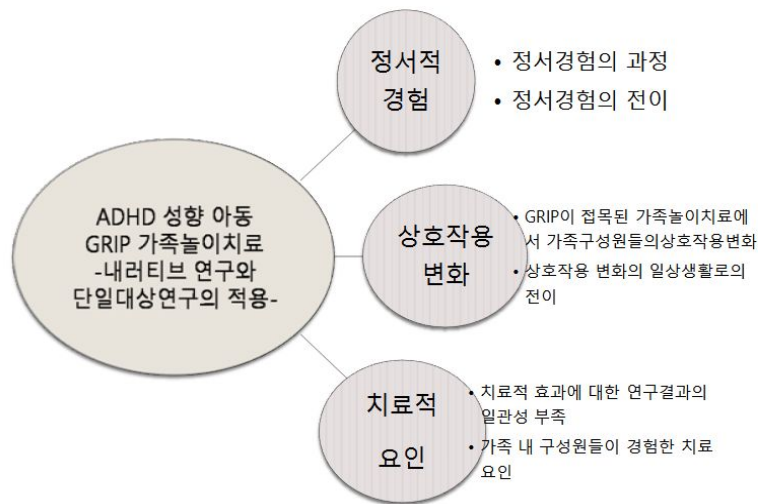 정서적
경험
• 정서경험의 과정
• 정서경험의 전이
ADHD 성향 아동
GRIP 가족놀이치료
-내러티브 연구와
단일대상연구의 적용-
상호작용
변화
• GRIP이 접목된 가족놀이치료에
서 가족구성원들의상호작용변화
• 상호작용 변화의 일상생활로의
전이
치료적
요인
• 치료적 효과에 대한 연구결과의
일관성 부족
• 가족 내 구성원들이 경험한 치료
요인